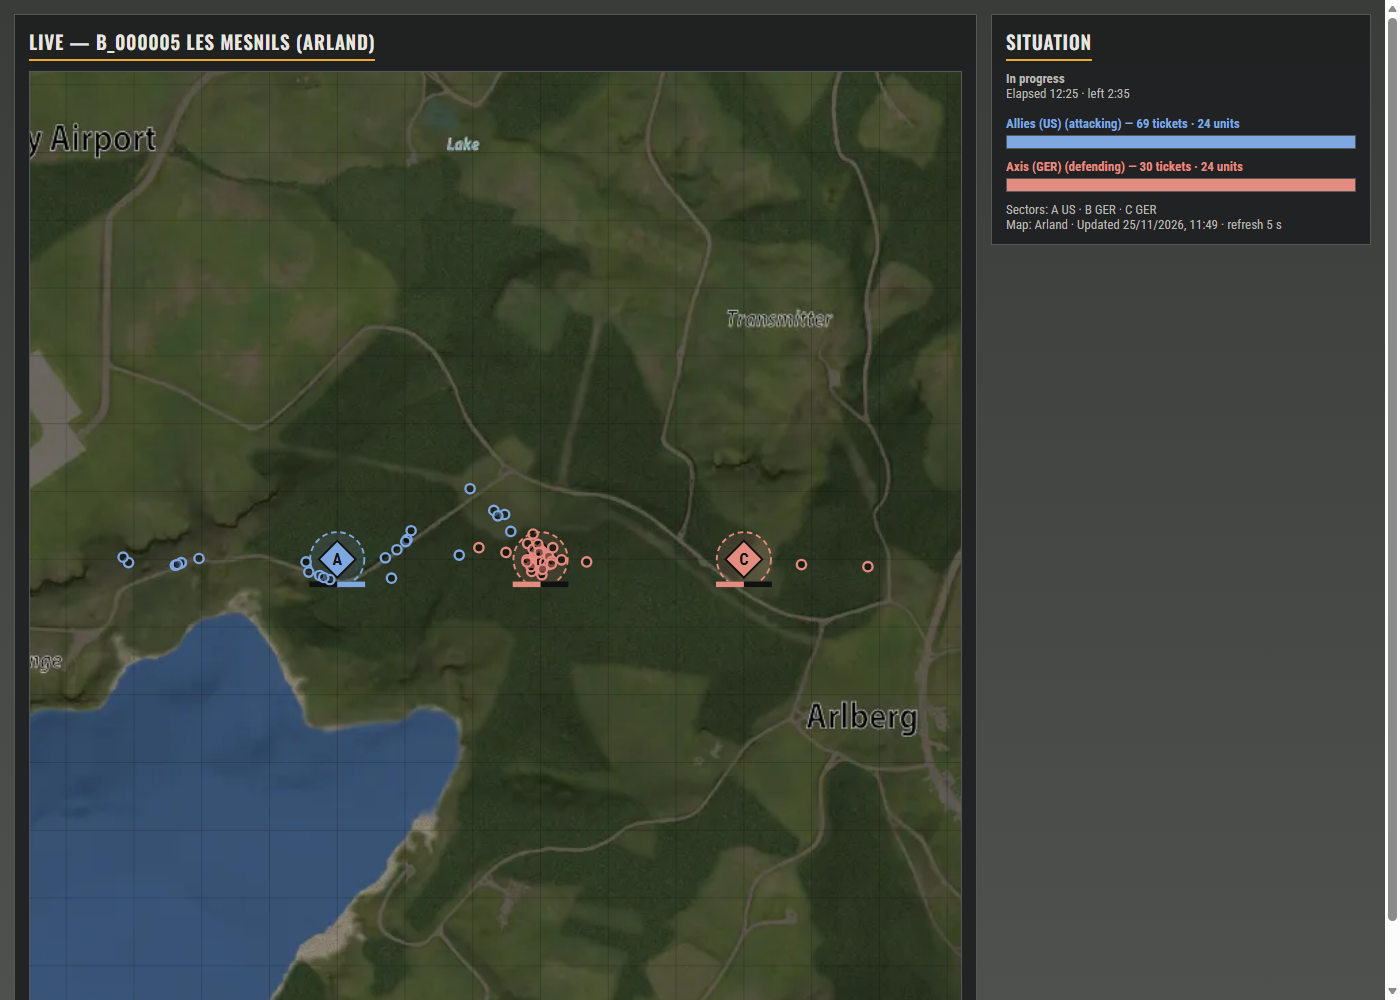 LIVE — B_000005 LES MESNILS (ARLAND)
y Airport
Lake
Transmitter
A
C
nge
Arlberg
SITUATION
In progress
Elapsed 12:25 · left 2:35
Allies (US) (attacking) — 69 tickets · 24 units
Axis (GER) (defending) — 30 tickets · 24 units
Sectors: A US · B GER · C GER
Map: Arland · Updated 25/11/2026, 11:49 · refresh 5 s